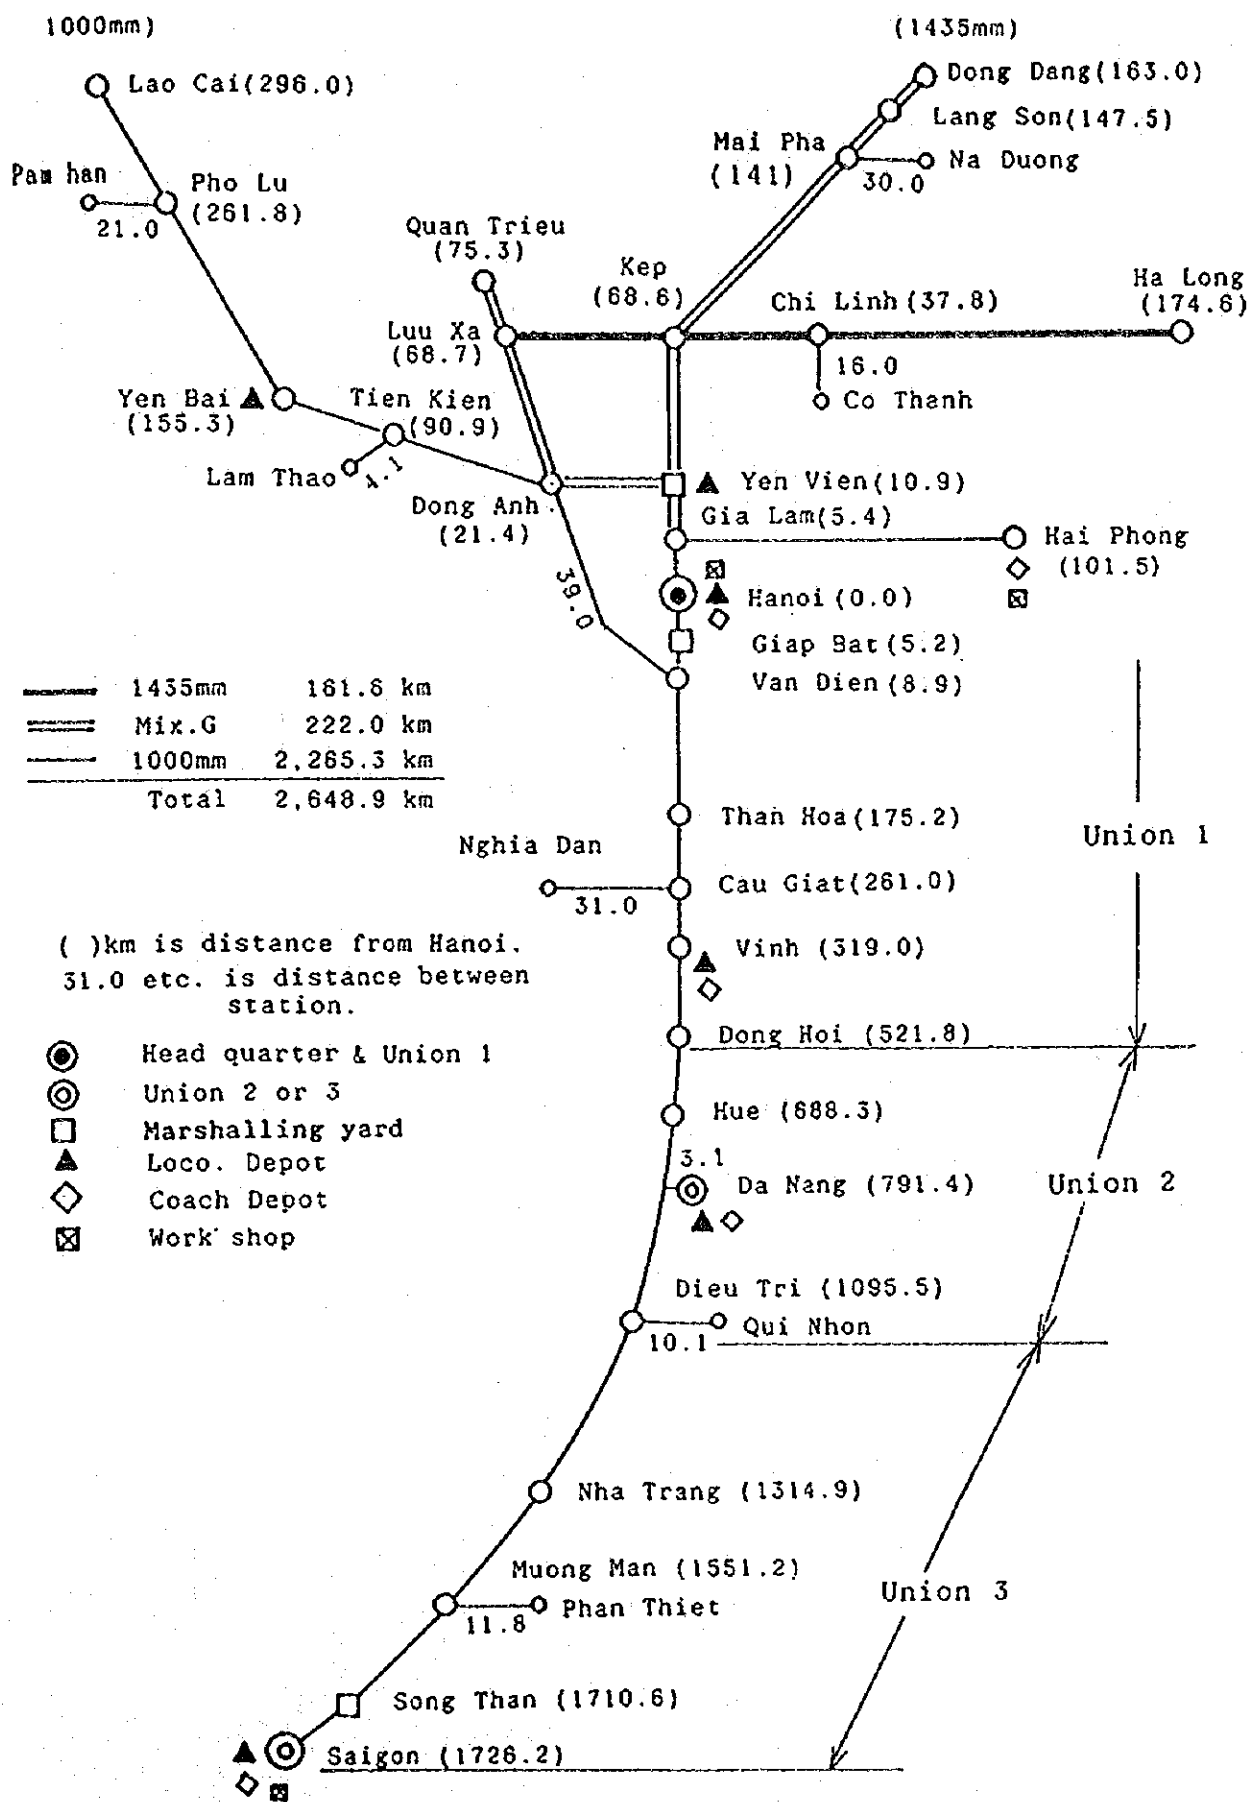 1000mm)
(1435mm)
Lao Cai(296.0)
Dong Dang(163.0)
Lang Son(147.5)
Mai Pha
(141)
Na Duong
30.0
Pam han
21.0
Pho Lu
(261.8)
Quan Trieu
(75.3)
Kep
(68.6)
Chi Linh(37.8)
Ha Long
(174.6)
Luu Xa
(68.7)
16.0
Co Thanh
Yen Bai
(155.3)
Tien Kien
(90.9)
Lam Thao
4.1
Dong Anh
(21.4)
Yen Vien(10.9)
Gia Lam(5.4)
Hai Phong
(101.5)
39.0
Hanoi(0.0)
Giap Bat(5.2)
Van Dien(8.9)
1435mm 161.6 km
Mix.G 222.0 km
1000mm 2,265.3 km
Total 2,648.9 km
Than Hoa(175.2)
Union 1
Nghia Dan
31.0
Cau Giat(261.0)
Vinh (319.0)
( )km is distance from Hanoi.
31.0 etc. is distance between
station.
Dong Hoi (521.8)
Head quarter & Union 1
Union 2 or 3
Marshalling yard
Loco. Depot
Coach Depot
Work shop
Hue (688.3)
3.1
Da Nang (791.4)
Union 2
Dieu Tri (1095.5)
10.1
Qui Nhon
Nha Trang (1314.9)
Muong Man (1551.2)
11.8
Phan Thiet
Union 3
Song Than (1710.6)
Saigon (1726.2)